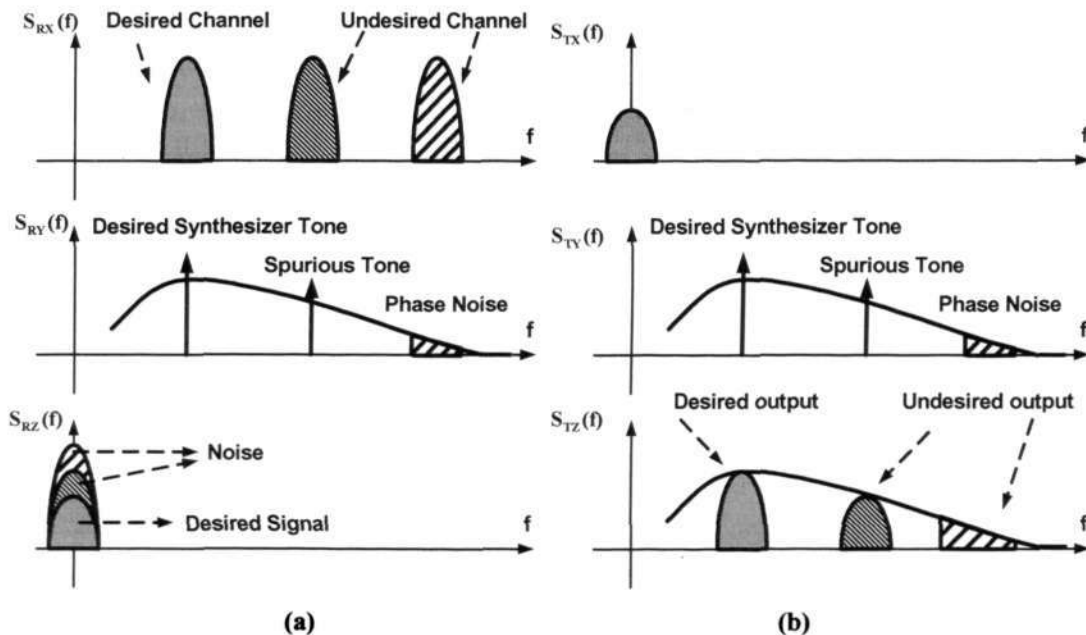 S_RX(f)
Desired Channel
Undesired Channel
f
S_RY(f)
Desired Synthesizer Tone
Spurious Tone
Phase Noise
f
S_RZ(f)
Noise
Desired Signal
f
(a)
S_TX(f)
f
S_TY(f)
Desired Synthesizer Tone
Spurious Tone
Phase Noise
f
S_TZ(f)
Desired output
Undesired output
f
(b)